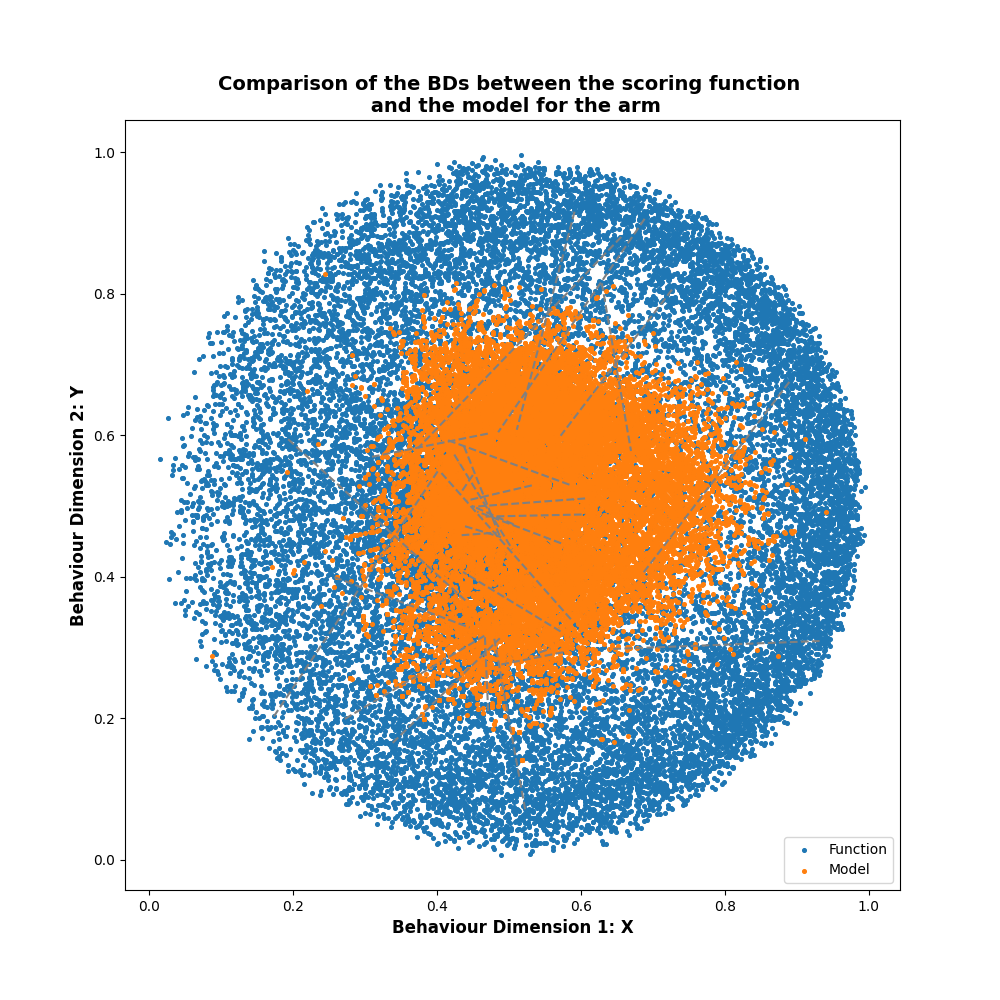 Comparison of the BDs between the scoring function
and the model for the arm
1.0
0.8
0.6
0.4
0.2
0.0
Behaviour Dimension 2: Y
0.0 0.2 0.4 0.6 0.8 1.0
Behaviour Dimension 1: X
Function
Model